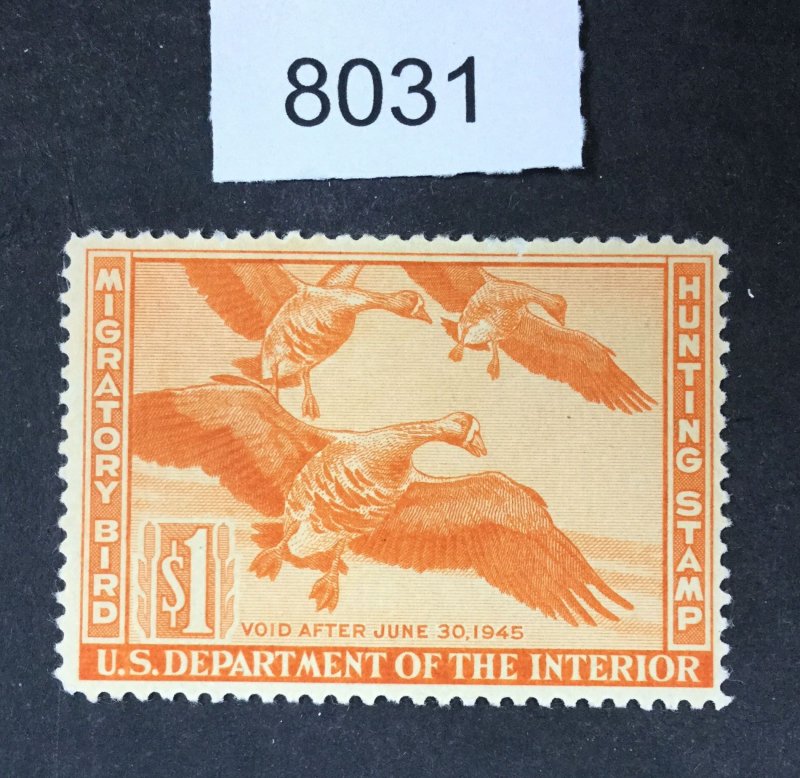 8031
MIGRATORY BIRD
HUNTING STAMP
$1
VOID AFTER JUNE 30, 1945
U.S. DEPARTMENT OF THE INTERIOR